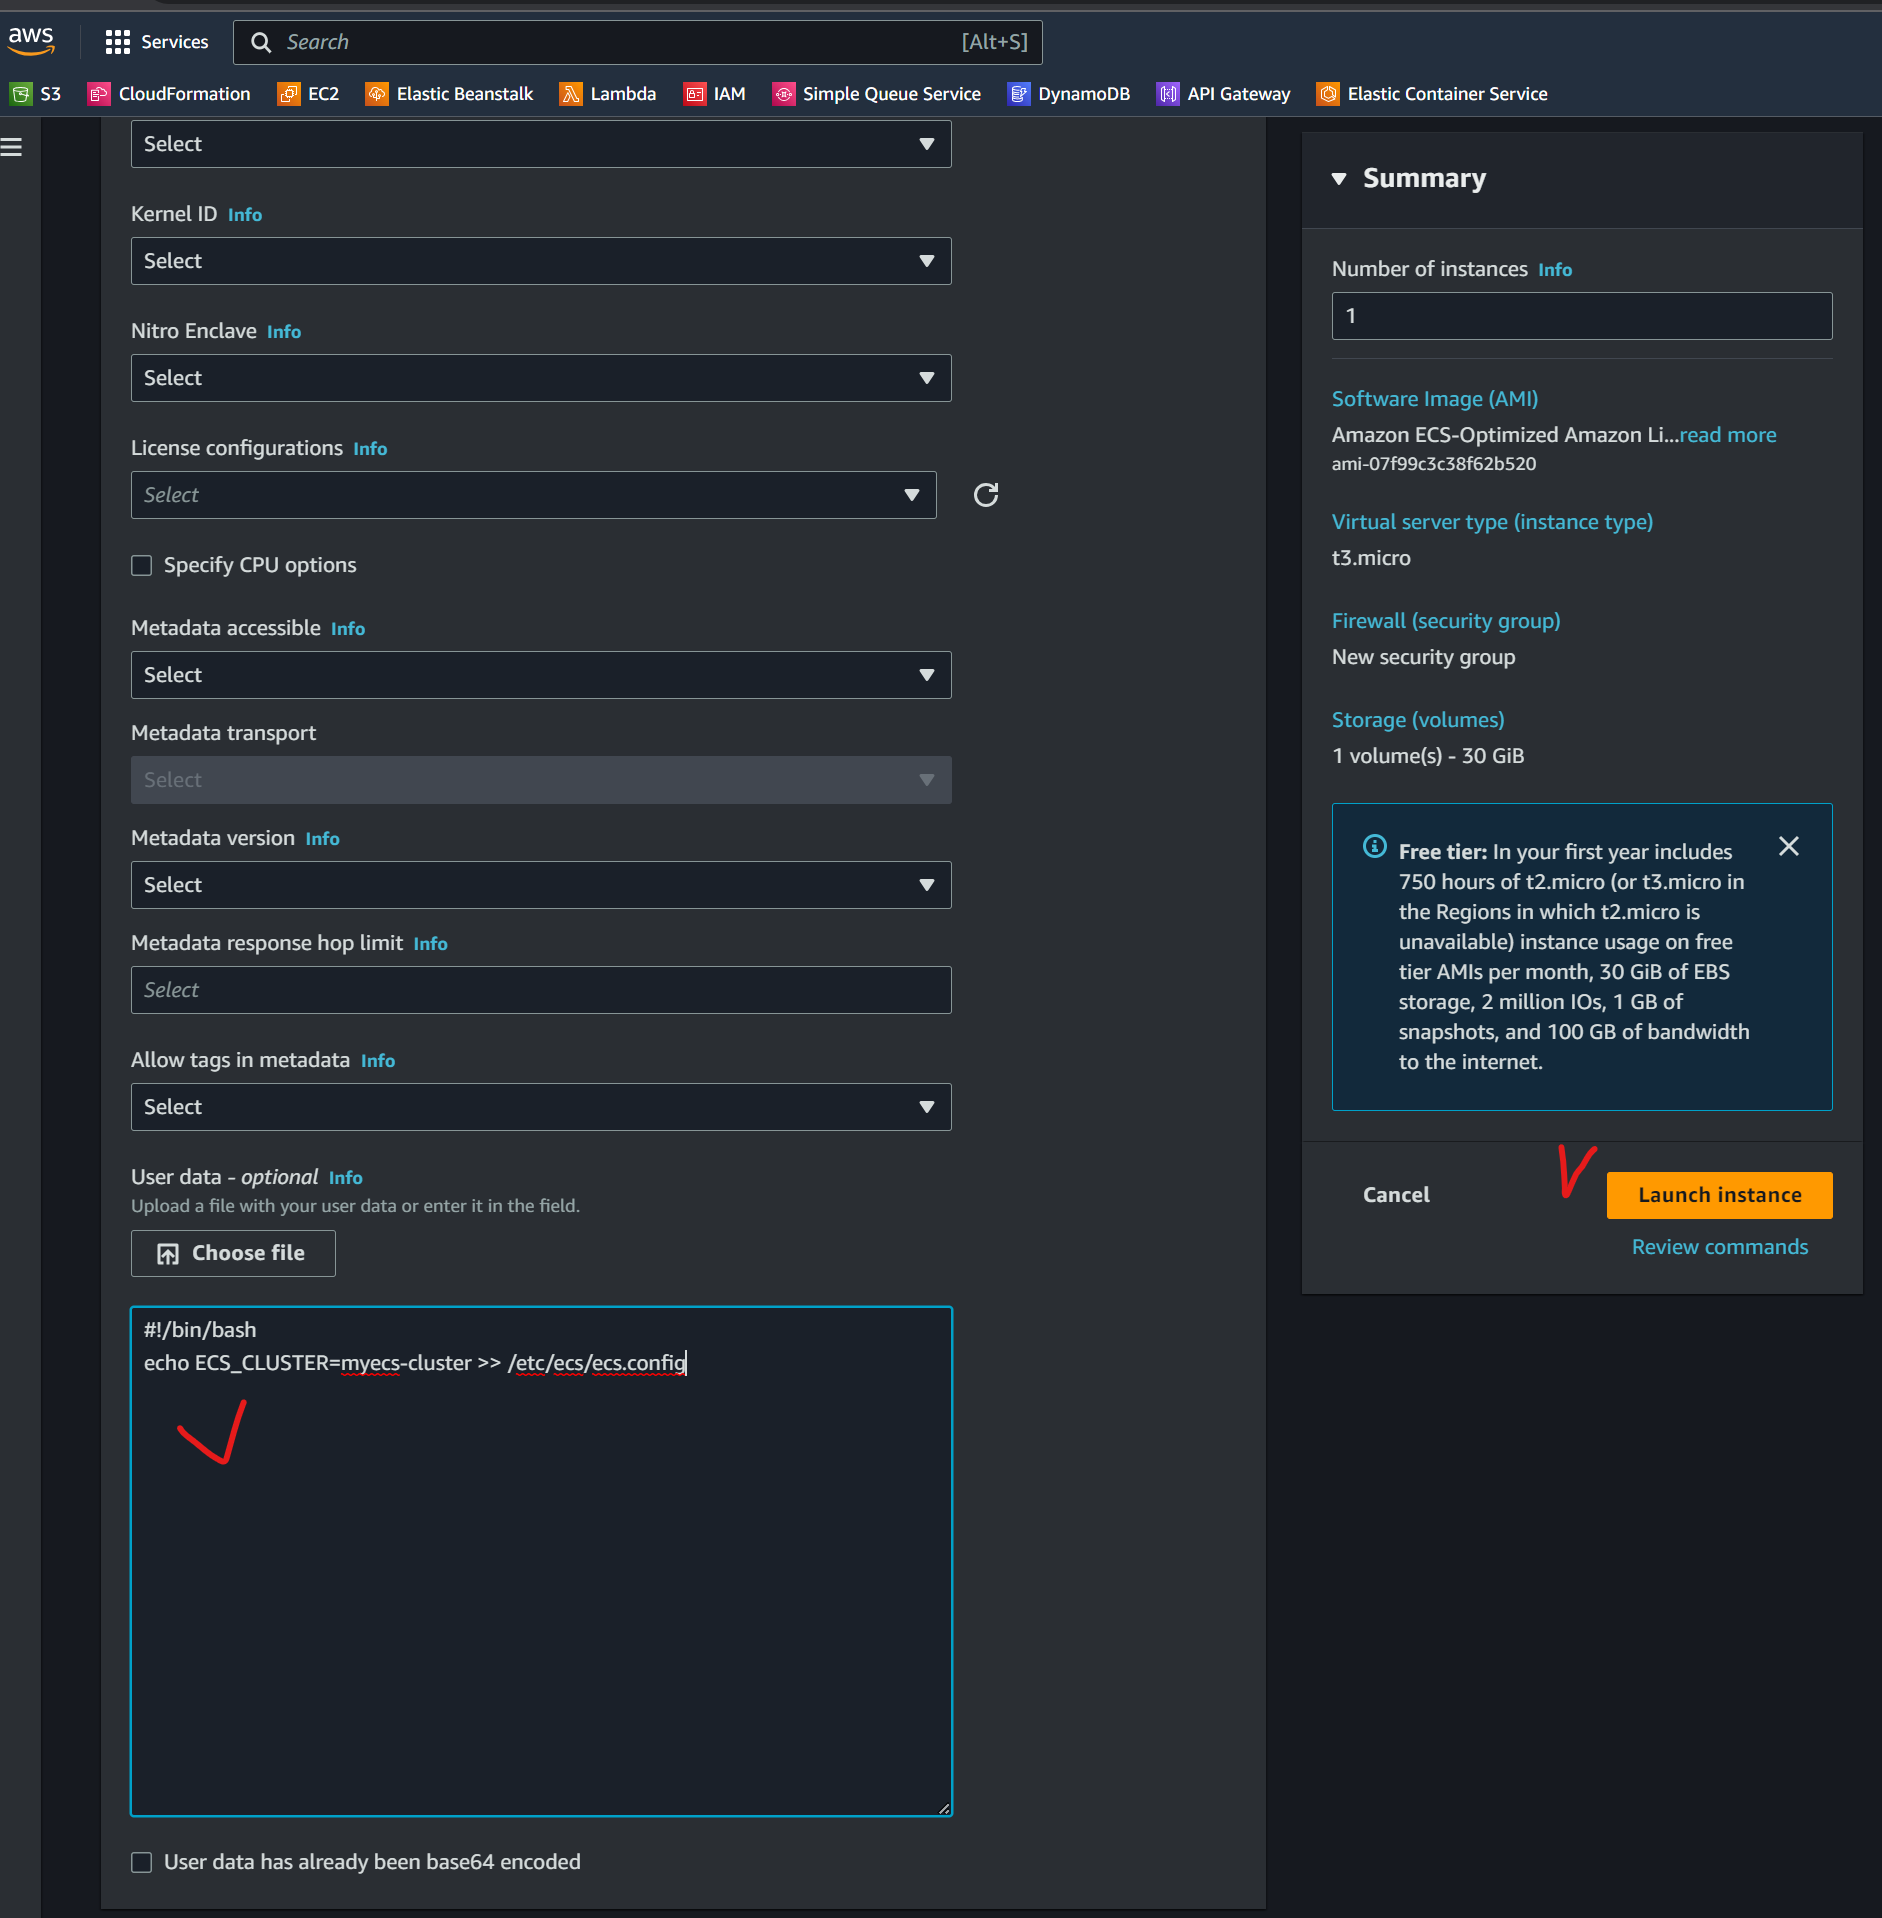 aws
Services
Search [Alt+S]
S3 CloudFormation EC2 Elastic Beanstalk Lambda IAM Simple Queue Service DynamoDB API Gateway Elastic Container Service
Select
Kernel ID Info
Select
Nitro Enclave Info
Select
License configurations Info
Select
Specify CPU options
Metadata accessible Info
Select
Metadata transport
Select
Metadata version Info
Select
Metadata response hop limit Info
Select
Allow tags in metadata Info
Select
User data - optional Info
Upload a file with your user data or enter it in the field.
Choose file
#!/bin/bash
echo ECS_CLUSTER=myecs-cluster >> /etc/ecs/ecs.config
User data has already been base64 encoded
Summary
Number of instances Info
1
Software Image (AMI)
Amazon ECS-Optimized Amazon Li...read more
ami-07f99c3c38f62b520
Virtual server type (instance type)
t3.micro
Firewall (security group)
New security group
Storage (volumes)
1 volume(s) - 30 GiB
Free tier: In your first year includes
750 hours of t2.micro (or t3.micro in
the Regions in which t2.micro is
unavailable) instance usage on free
tier AMIs per month, 30 GiB of EBS
storage, 2 million IOs, 1 GB of
snapshots, and 100 GB of bandwidth
to the internet.
Cancel
Launch instance
Review commands